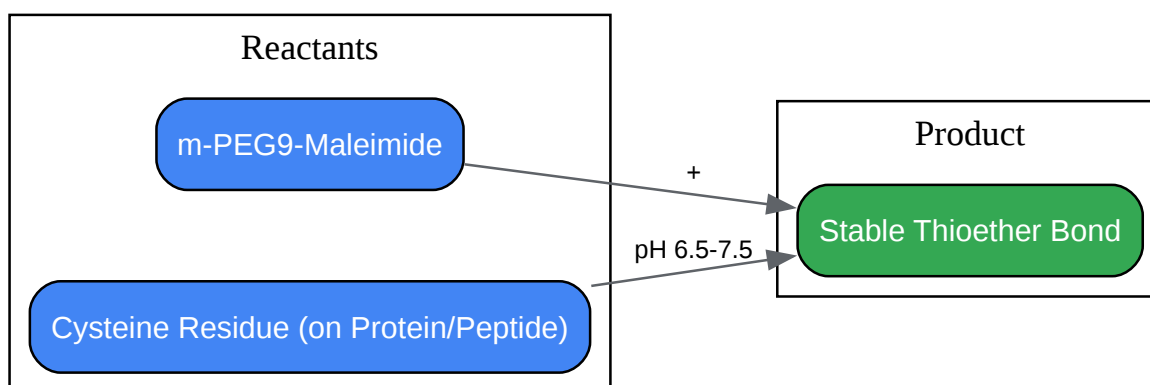 Reactants
m-PEG9-Maleimide
Cysteine Residue (on Protein/Peptide)
+
pH 6.5-7.5
Product
Stable Thioether Bond